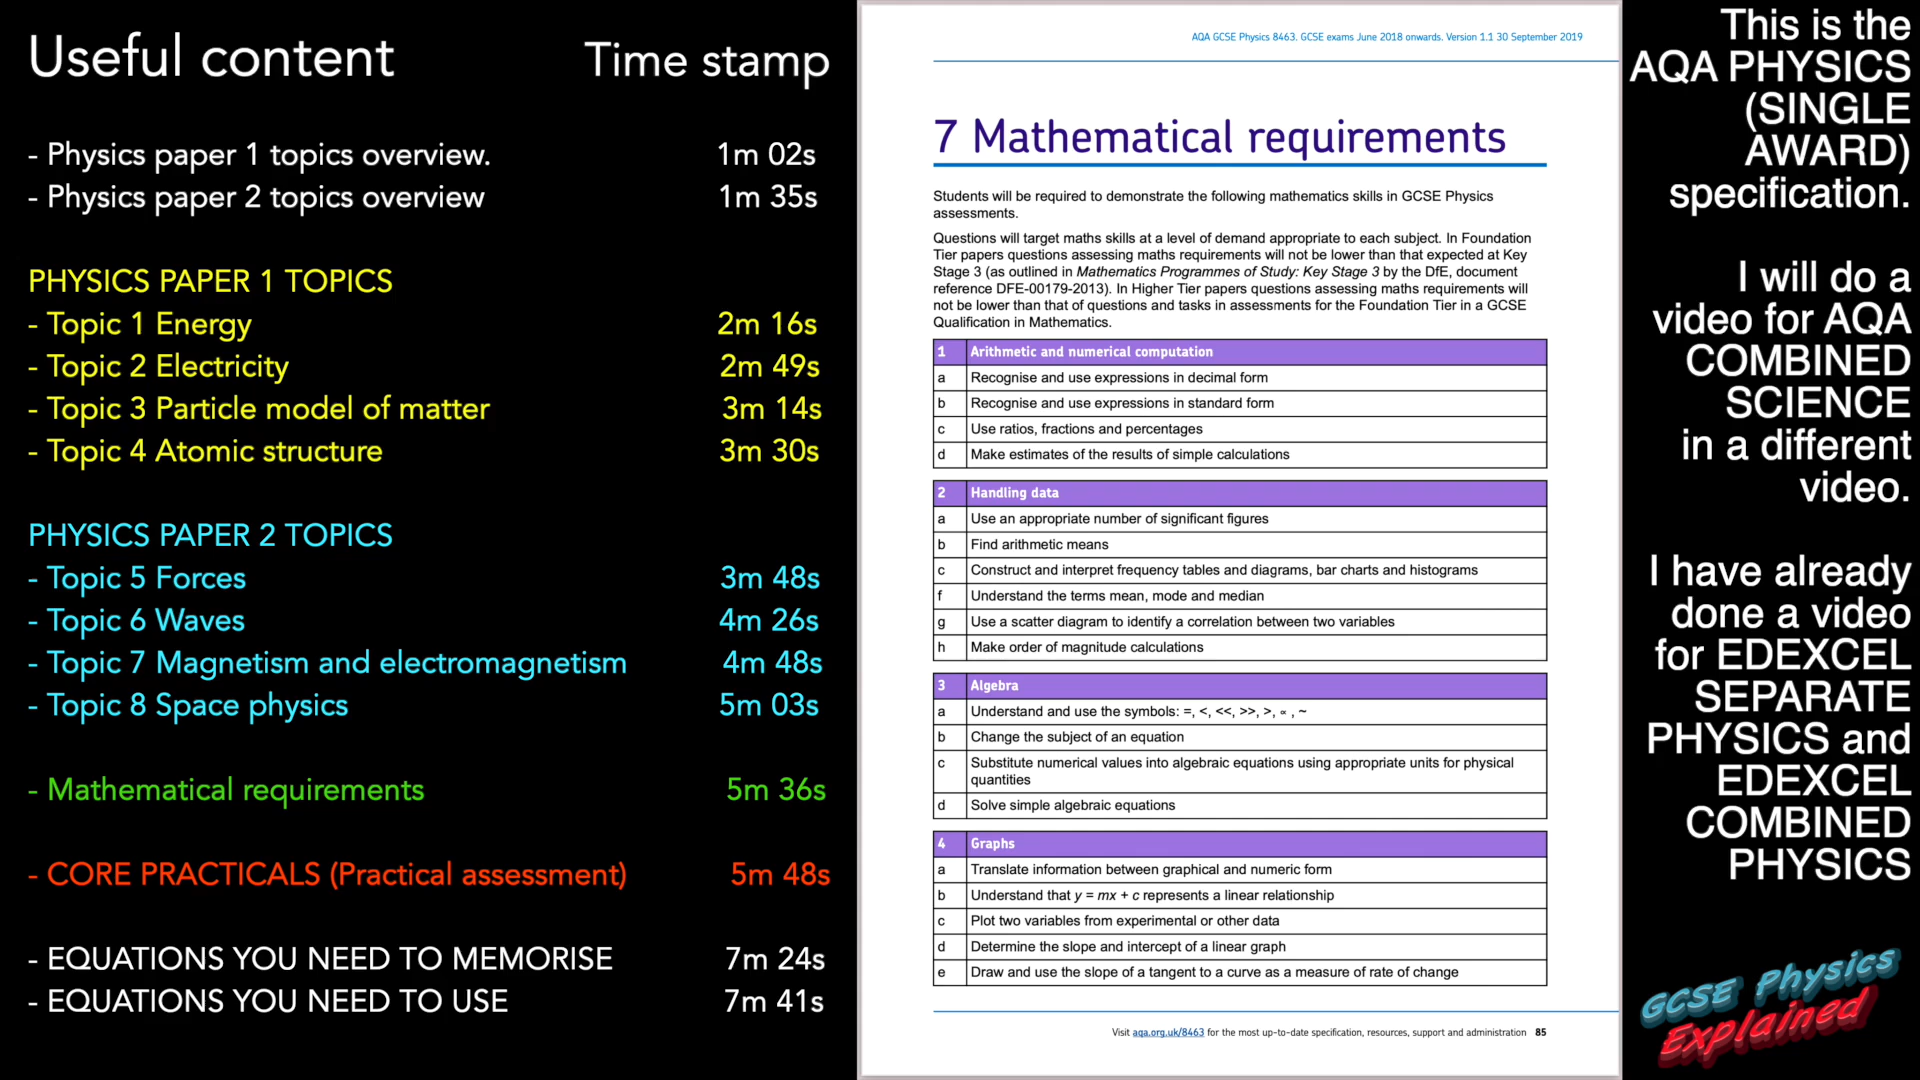 Useful content Time stamp
- Physics paper 1 topics overview. 1m 02s
- Physics paper 2 topics overview 1m 35s
PHYSICS PAPER 1 TOPICS
- Topic 1 Energy 2m 16s
- Topic 2 Electricity 2m 49s
- Topic 3 Particle model of matter 3m 14s
- Topic 4 Atomic structure 3m 30s
PHYSICS PAPER 2 TOPICS
- Topic 5 Forces 3m 48s
- Topic 6 Waves 4m 26s
- Topic 7 Magnetism and electromagnetism 4m 48s
- Topic 8 Space physics 5m 03s
- Mathematical requirements 5m 36s
- CORE PRACTICALS (Practical assessment) 5m 48s
- EQUATIONS YOU NEED TO MEMORISE 7m 24s
- EQUATIONS YOU NEED TO USE 7m 41s
AQA GCSE Physics 8463. GCSE exams June 2018 onwards. Version 1.1 30 September 2019
7 Mathematical requirements
Students will be required to demonstrate the following mathematics skills in GCSE Physics
assessments.
Questions will target maths skills at a level of demand appropriate to each subject. In Foundation
Tier papers questions assessing maths requirements will not be lower than that expected at Key
Stage 3 (as outlined in Mathematics Programmes of Study: Key Stage 3 by the DfE, document
reference DFE-00179-2013). In Higher Tier papers questions assessing maths requirements will
not be lower than that of questions and tasks in assessments for the Foundation Tier in a GCSE
Qualification in Mathematics.
1 Arithmetic and numerical computation
a Recognise and use expressions in decimal form
b Recognise and use expressions in standard form
c Use ratios, fractions and percentages
d Make estimates of the results of simple calculations
2 Handling data
a Use an appropriate number of significant figures
b Find arithmetic means
c Construct and interpret frequency tables and diagrams, bar charts and histograms
f Understand the terms mean, mode and median
g Use a scatter diagram to identify a correlation between two variables
h Make order of magnitude calculations
3 Algebra
a Understand and use the symbols: =, <, <<, >>, >, ∝ , ~
b Change the subject of an equation
c Substitute numerical values into algebraic equations using appropriate units for physical
quantities
d Solve simple algebraic equations
4 Graphs
a Translate information between graphical and numeric form
b Understand that y = mx + c represents a linear relationship
c Plot two variables from experimental or other data
d Determine the slope and intercept of a linear graph
e Draw and use the slope of a tangent to a curve as a measure of rate of change
Visit aqa.org.uk/8463 for the most up-to-date specification, resources, support and administration 85
This is the
AQA PHYSICS
(SINGLE
AWARD)
specification.
I will do a
video for AQA
COMBINED
SCIENCE
in a different
video.
I have already
done a video
for EDEXCEL
SEPARATE
PHYSICS and
EDEXCEL
COMBINED
PHYSICS
GCSE Physics
Explained